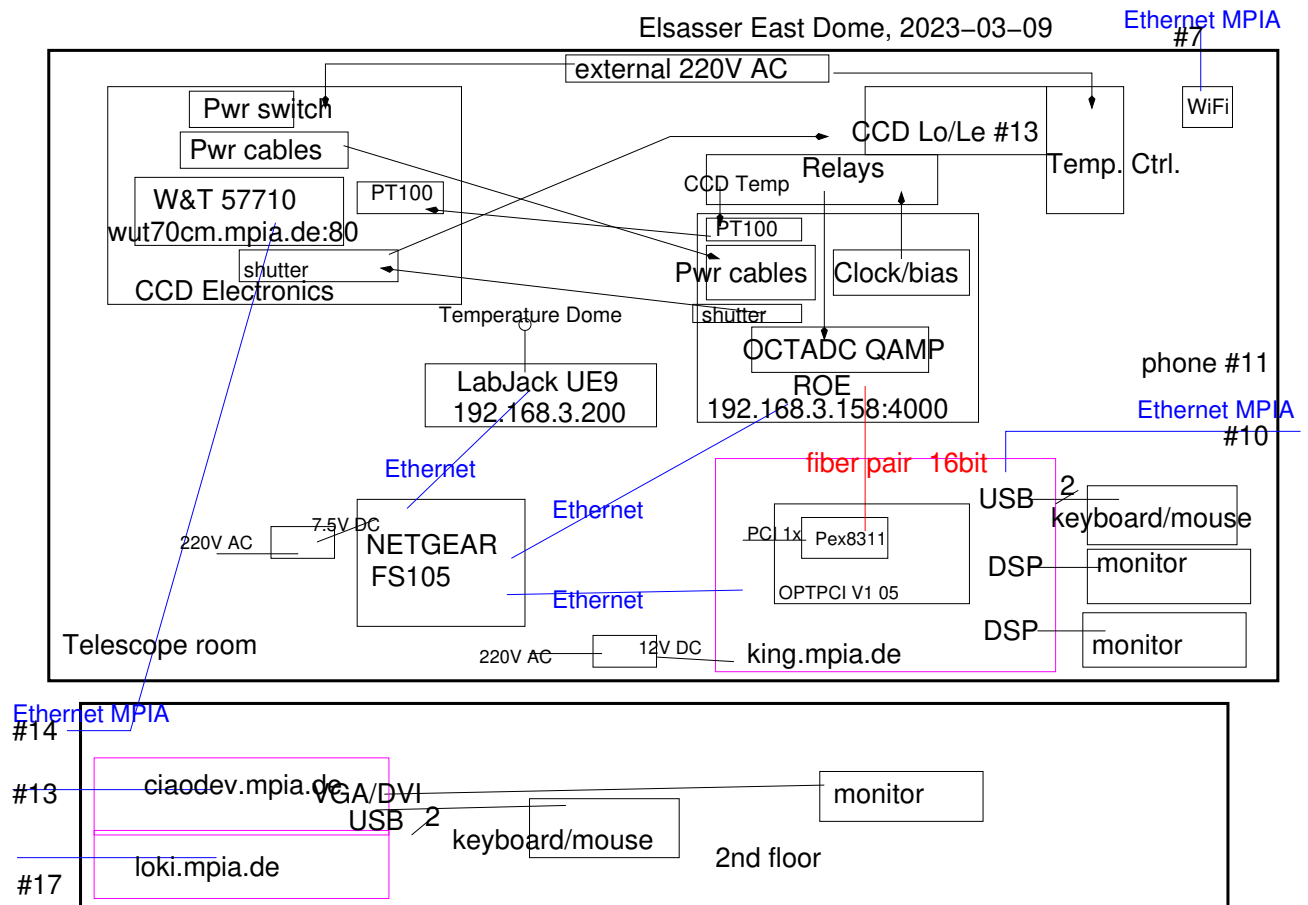 Elsasser East Dome, 2023−03−09
Ethernet MPIA
#7
external 220V AC
Pwr switch
WiFi
CCD Lo/Le #13
Pwr cables
Relays
Temp. Ctrl.
CCD Temp
PT100
W&T 57710
wut70cm.mpia.de:80
PT100
shutter
CCD Electronics
Pwr cables
Clock/bias
shutter
Temperature Dome
OCTADC QAMP
ROE
192.168.3.158:4000
phone #11
LabJack UE9
192.168.3.200
Ethernet MPIA
#10
Ethernet
fiber pair 16bit
USB
2
keyboard/mouse
Ethernet
7.5V DC
220V AC
NETGEAR
FS105
PCI 1x
Pex8311
DSP
monitor
OPTPCI V1 05
Ethernet
DSP
monitor
Telescope room
220V AC
12V DC
king.mpia.de
Ethernet MPIA
#14
ciaodev.mpia.de
#13
VGA/DVI
monitor
USB
2
keyboard/mouse
2nd floor
loki.mpia.de
#17